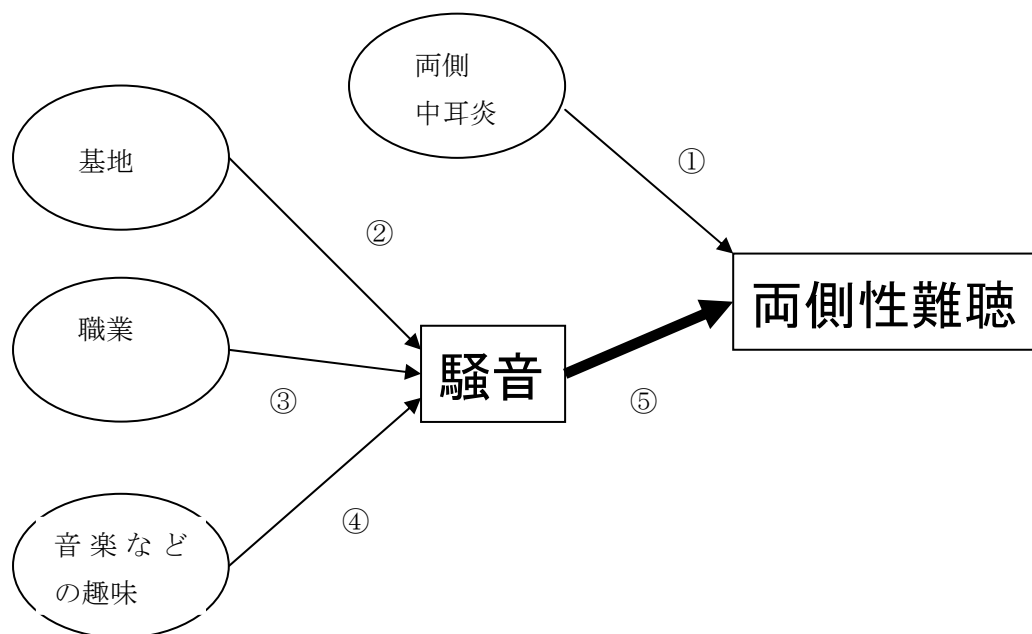 両側
中耳炎
基地
①
②
両側性難聴
職業
騒音
③
⑤
④
音楽など
の趣味